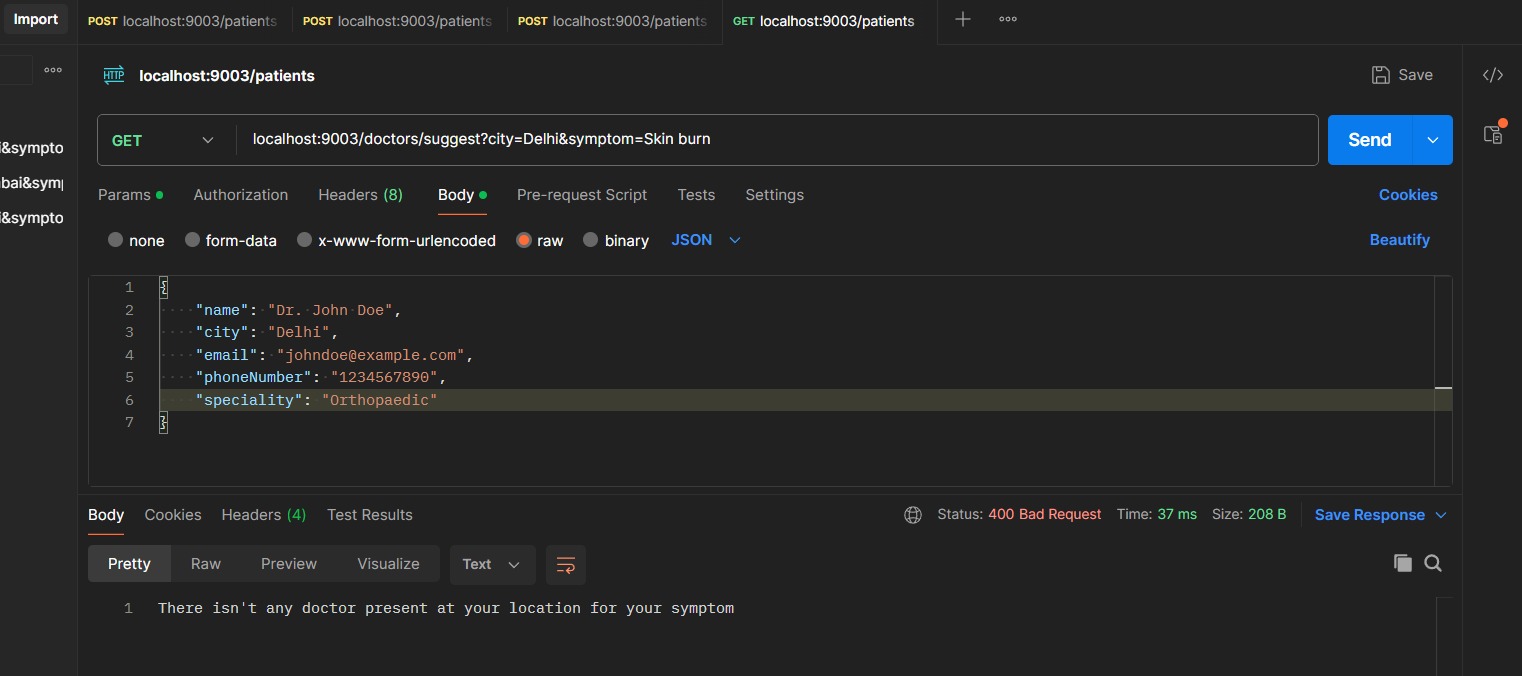 Import
POST localhost:9003/patients
POST localhost:9003/patients
POST localhost:9003/patients
GET localhost:9003/patients
HTTP localhost:9003/patients
Save
i&sympto
bai&sym
i&sympto
GET localhost:9003/doctors/suggest?city=Delhi&symptom=Skin burn
Send
Params Authorization Headers (8) Body Pre-request Script Tests Settings
Cookies
none form-data x-www-form-urlencoded raw binary JSON
Beautify
1 {
2 "name": "Dr. John Doe",
3 "city": "Delhi",
4 "email": "johndoe@example.com",
5 "phoneNumber": "1234567890",
6 "speciality": "Orthopaedic"
7 }
Body Cookies Headers (4) Test Results
Status: 400 Bad Request Time: 37 ms Size: 208 B
Save Response
Pretty Raw Preview Visualize Text
1 There isn't any doctor present at your location for your symptom